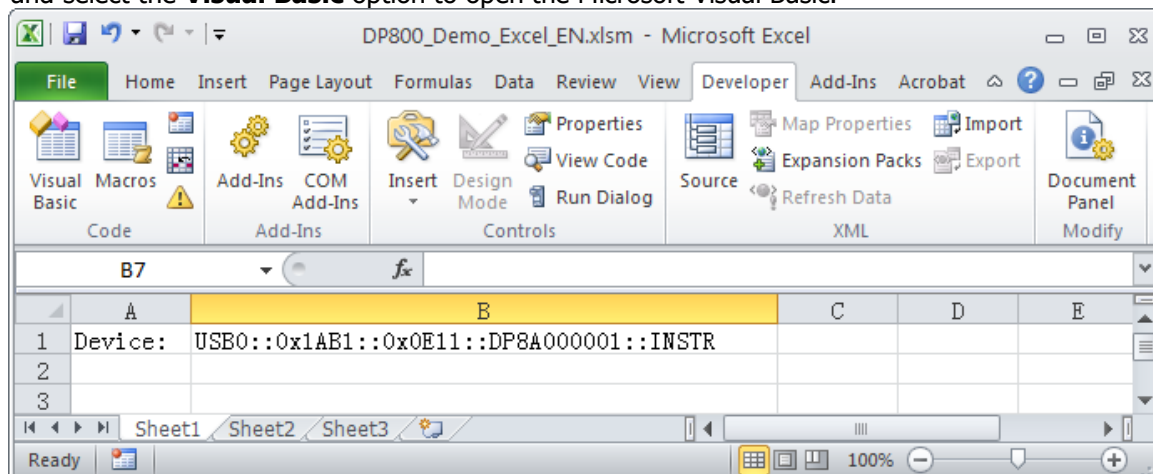 and select the Visual Basic option to open the Microsoft Visual Basic.
DP800_Demo_Excel_EN.xlsm - Microsoft Excel
File Home Insert Page Layout Formulas Data Review View Developer Add-Ins Acrobat
Visual Basic
Macros
Code
Add-Ins
COM Add-Ins
Add-Ins
Insert
Design Mode
Properties
View Code
Run Dialog
Controls
Source
Map Properties
Expansion Packs
Refresh Data
Import
Export
XML
Document Panel
Modify
B7
fx
A B C D E
1 Device: USB0::0x1AB1::0x0E11::DP8A000001::INSTR
2
3
Sheet1 Sheet2 Sheet3
Ready 100%